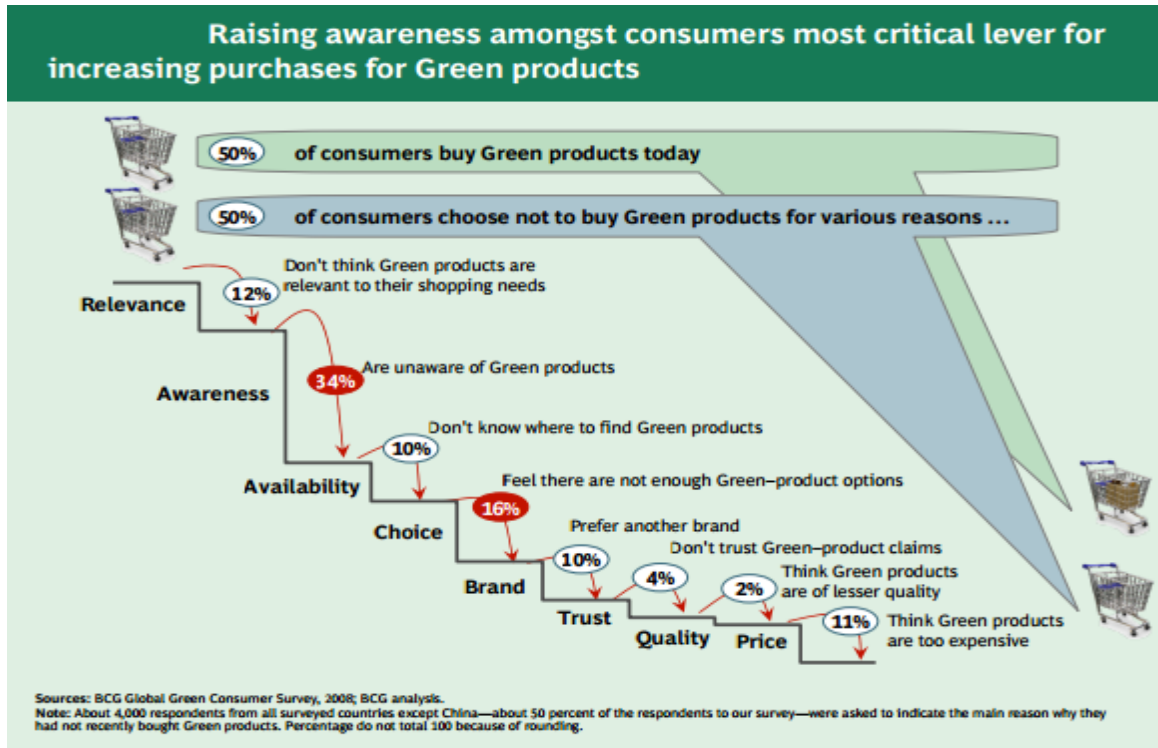 Raising awareness amongst consumers most critical lever for
increasing purchases for Green products
50% of consumers buy Green products today
50% of consumers choose not to buy Green products for various reasons ...
Don't think Green products are
relevant to their shopping needs
12%
Relevance
Are unaware of Green products
34%
Awareness
Don't know where to find Green products
10%
Availability
Feel there are not enough Green–product options
16%
Choice
Prefer another brand
10%
Brand
Don't trust Green–product claims
4%
Trust
Think Green products
are of lesser quality
2%
Quality
Think Green products
are too expensive
11%
Price
Sources: BCG Global Green Consumer Survey, 2008; BCG analysis.
Note: About 4,000 respondents from all surveyed countries except China—about 50 percent of the respondents to our survey—were asked to indicate the main reason why they
had not recently bought Green products. Percentage do not total 100 because of rounding.